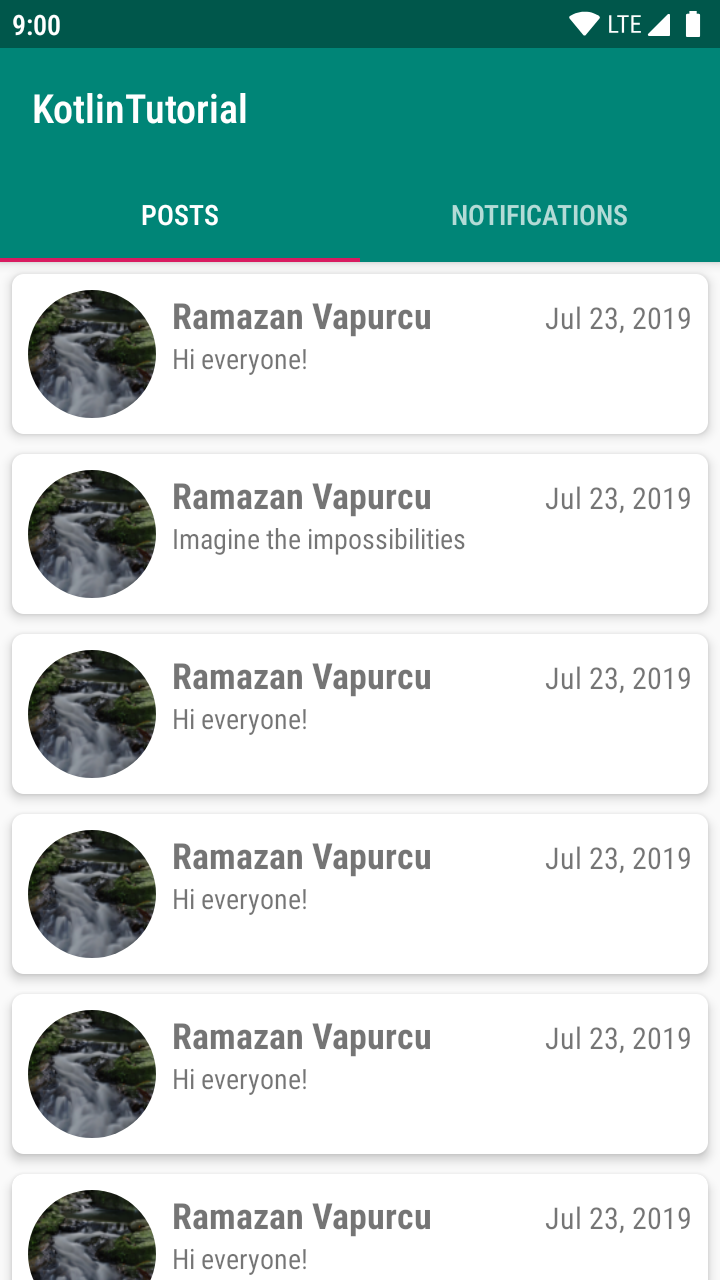 9:00 LTE
KotlinTutorial
POSTS NOTIFICATIONS
Ramazan Vapurcu Jul 23, 2019
Hi everyone!
Ramazan Vapurcu Jul 23, 2019
Imagine the impossibilities
Ramazan Vapurcu Jul 23, 2019
Hi everyone!
Ramazan Vapurcu Jul 23, 2019
Hi everyone!
Ramazan Vapurcu Jul 23, 2019
Hi everyone!
Ramazan Vapurcu Jul 23, 2019
Hi everyone!